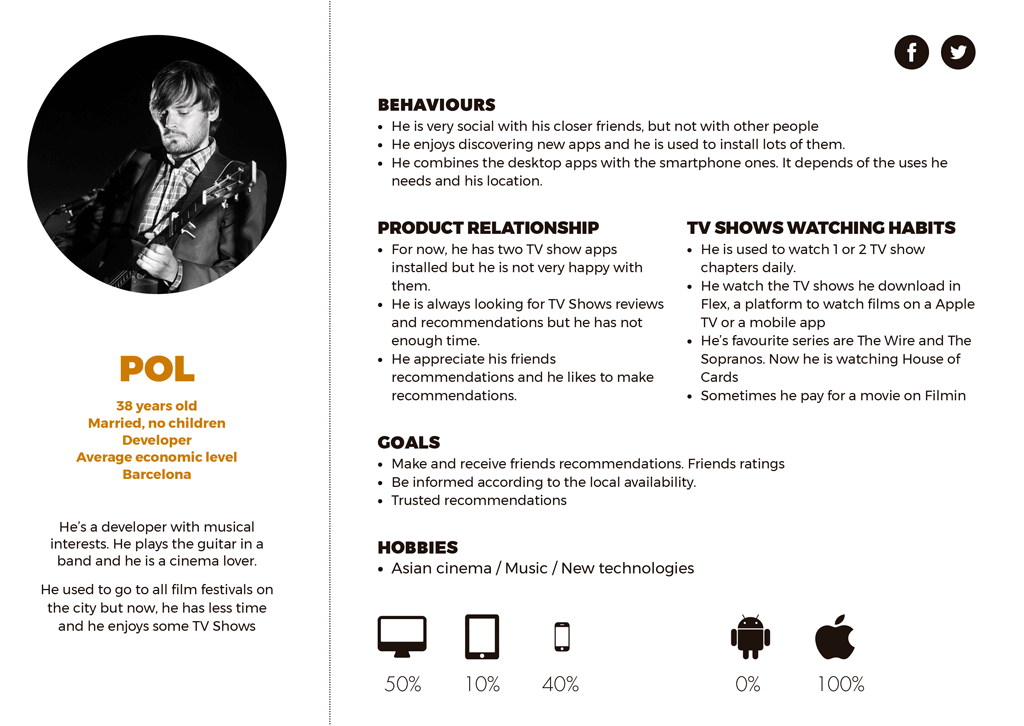 POL
38 years old
Married, no children
Developer
Average economic level
Barcelona
He's a developer with musical
interests. He plays the guitar in a
band and he is a cinema lover.
He used to go to all film festivals on
the city but now, he has less time
and he enjoys some TV Shows
BEHAVIOURS
• He is very social with his closer friends, but not with other people
• He enjoys discovering new apps and he is used to install lots of them.
• He combines the desktop apps with the smartphone ones. It depends of the uses he
needs and his location.
PRODUCT RELATIONSHIP
• For now, he has two TV show apps
installed but he is not very happy with
them.
• He is always looking for TV Shows reviews
and recommendations but he has not
enough time.
• He appreciate his friends
recommendations and he likes to make
recommendations.
TV SHOWS WATCHING HABITS
• He is used to watch 1 or 2 TV show
chapters daily.
• He watch the TV shows he download in
Flex, a platform to watch films on a Apple
TV or a mobile app
• He's favourite series are The Wire and The
Sopranos. Now he is watching House of
Cards
• Sometimes he pay for a movie on Filmin
GOALS
• Make and receive friends recommendations. Friends ratings
• Be informed according to the local availability.
• Trusted recommendations
HOBBIES
• Asian cinema / Music / New technologies
50% 10% 40% 0% 100%